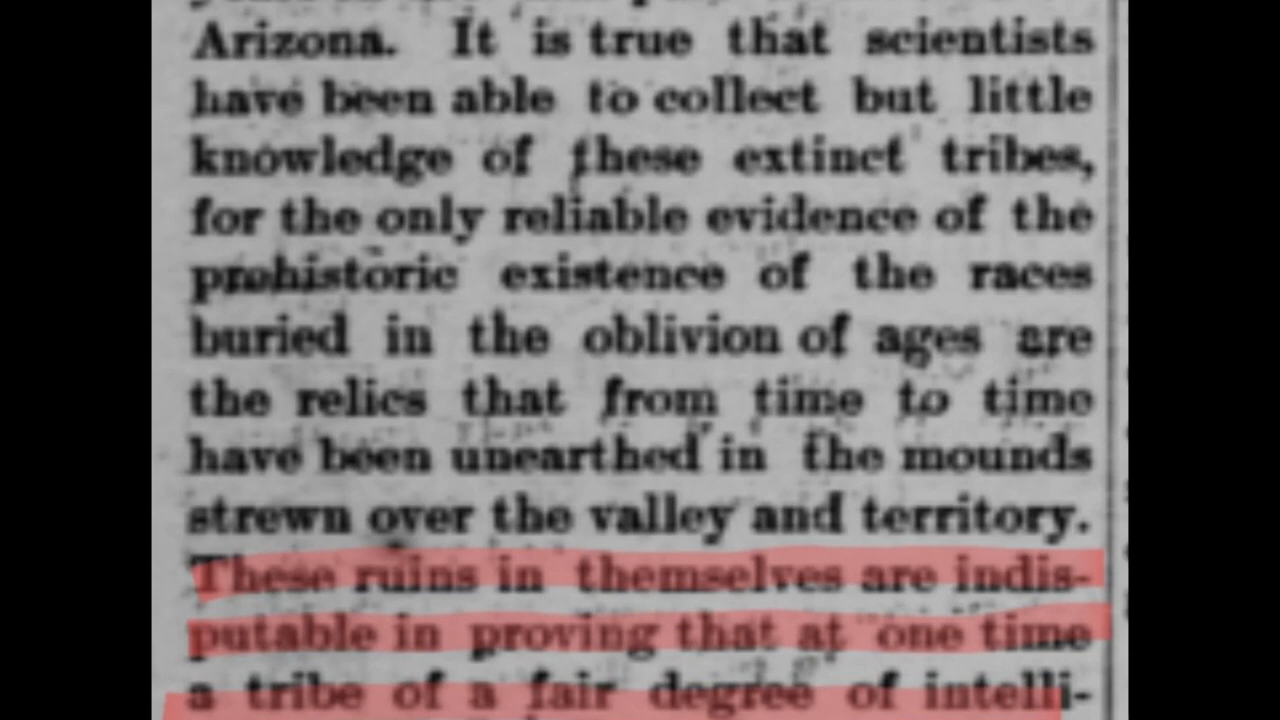 Arizona. It is true that scientists
have been able to collect but little
knowledge of these extinct tribes,
for the only reliable evidence of the
prehistoric existence of the races
buried in the oblivion of ages are
the relics that from time to time
have been unearthed in the mounds
strewn over the valley and territory.
These ruins in themselves are indis-
putable in proving that at one time
a tribe of a fair degree of intelli-